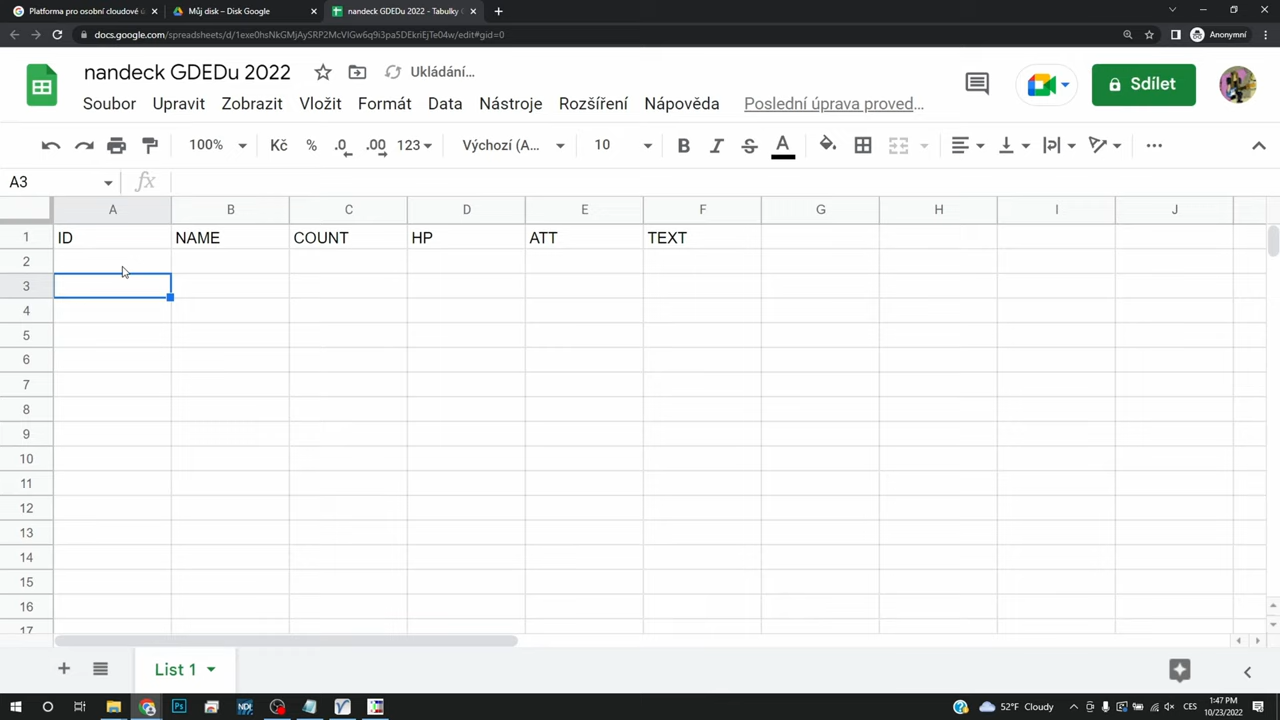 Platforma pro osobní cloudové ú
Můj disk – Disk Google
nandeck GDEDu 2022 - Tabulky G
docs.google.com/spreadsheets/d/1exe0hsNkGMjAySRP2McVlGw6q9i3pa5DEkriEjTe04w/edit#gid=0
Anonymní
nandeck GDEDu 2022
Ukládání…
Soubor Upravit Zobrazit Vložit Formát Data Nástroje Rozšíření Nápověda Poslední úprava proved…
Sdílet
100% Kč % .0 .00 123 Výchozí (A... 10 B I S A
A3 fx
A B C D E F G H I J
1 ID NAME COUNT HP ATT TEXT
2
3
4
5
6
7
8
9
10
11
12
13
14
15
16
17
List 1
52°F Cloudy CES 1:47 PM
10/23/2022